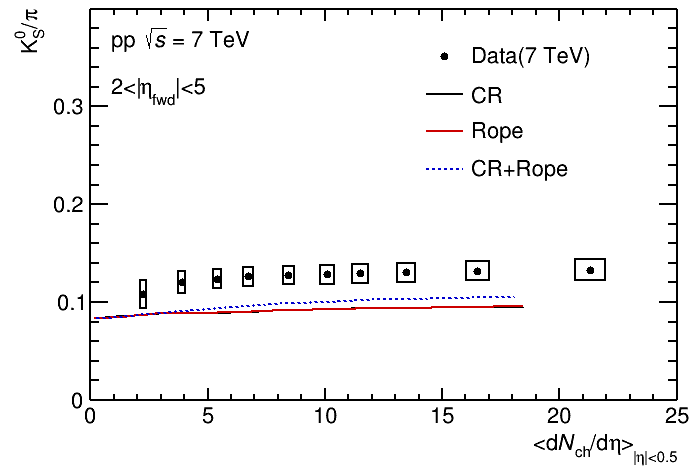 K⁰_S/π
pp √s = 7 TeV
2<|η_fwd|<5
Data(7 TeV)
CR
Rope
CR+Rope
0.3
0.2
0.1
0
0 5 10 15 20 25
<dN_ch/dη>_|η|<0.5